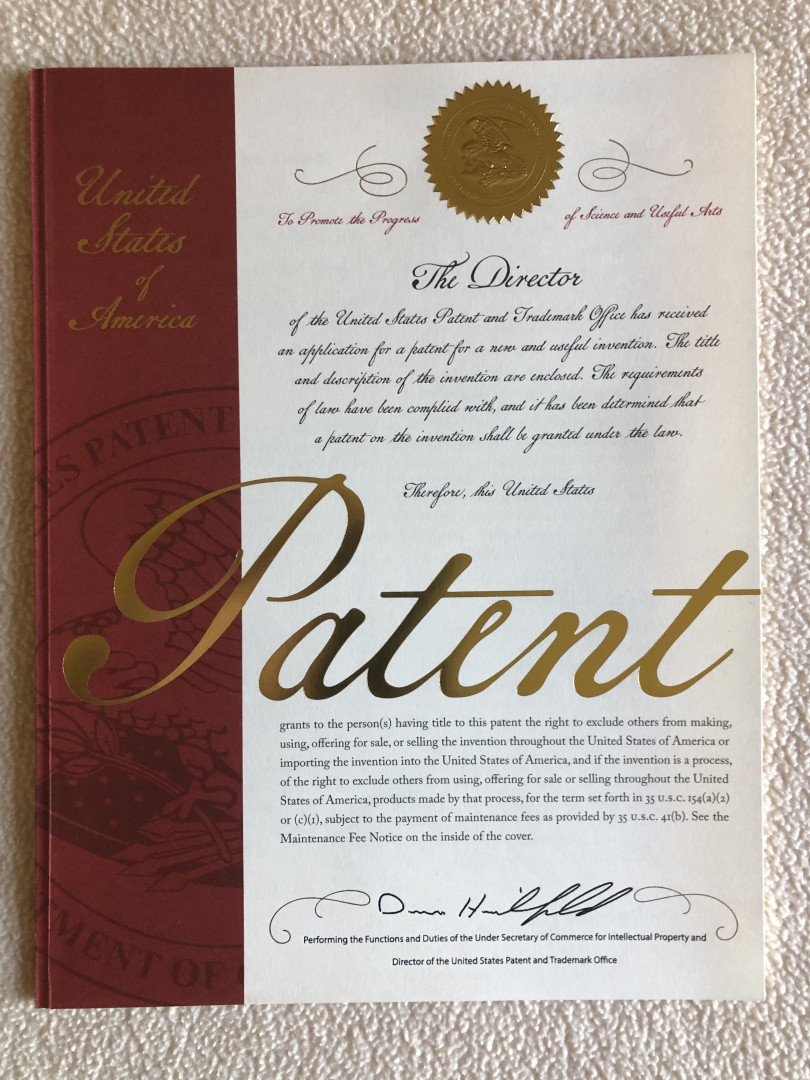 United
States
of
America
To Promote the Progress
of Science and Useful Arts
The Director
of the United States Patent and Trademark Office has received
an application for a patent for a new and useful invention. The title
and description of the invention are enclosed. The requirements
of law have been complied with, and it has been determined that
a patent on the invention shall be granted under the law.
Therefore, this United States
ES PATENT
Patent
grants to the person(s) having title to this patent the right to exclude others from making,
using, offering for sale, or selling the invention throughout the United States of America or
importing the invention into the United States of America, and if the invention is a process,
of the right to exclude others from using, offering for sale or selling throughout the United
States of America, products made by that process, for the term set forth in 35 U.S.C. 154(a)(2)
or (c)(1), subject to the payment of maintenance fees as provided by 35 U.S.C. 41(b). See the
Maintenance Fee Notice on the inside of the cover.
MENT OF
Performing the Functions and Duties of the Under Secretary of Commerce for Intellectual Property and
Director of the United States Patent and Trademark Office